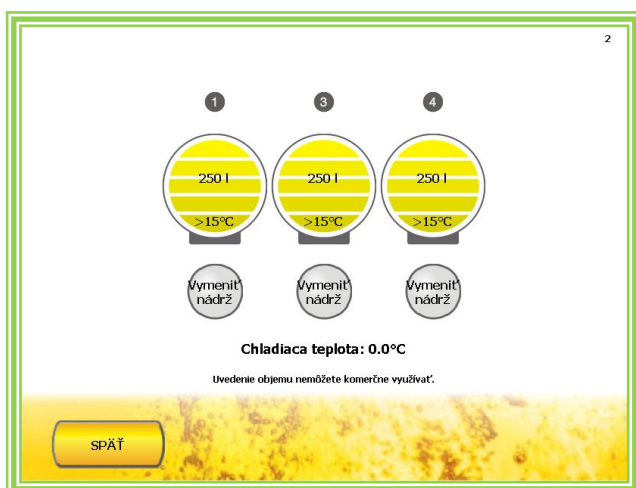 2
1 3 4
250 l 250 l 250 l
>15°C >15°C >15°C
Vymeniť Vymeniť Vymeniť
nádrž nádrž nádrž
Chladiaca teplota: 0.0°C
Uvedenie objemu nemôžete komerčne využívať.
SPÄŤ